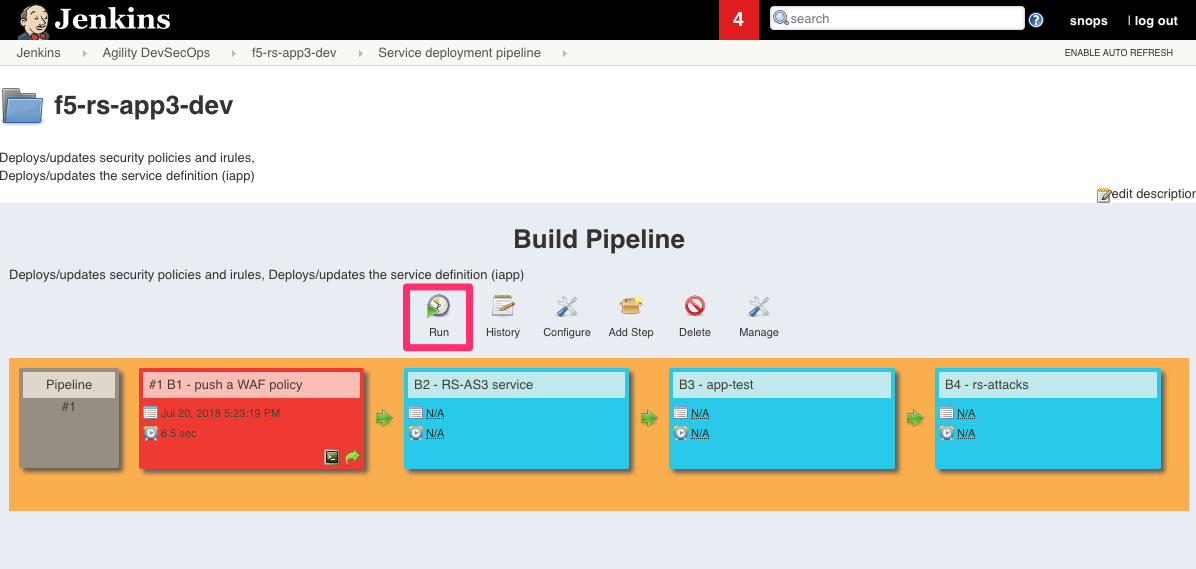 Jenkins
4
search
snops
| log out
Jenkins
Agility DevSecOps
f5-rs-app3-dev
Service deployment pipeline
ENABLE AUTO REFRESH
f5-rs-app3-dev
Deploys/updates security policies and irules,
Deploys/updates the service definition (iapp)
edit description
Build Pipeline
Deploys/updates security policies and irules, Deploys/updates the service definition (iapp)
Run
History
Configure
Add Step
Delete
Manage
Pipeline
#1
#1 B1 - push a WAF policy
Jul 20, 2018 5:23:19 PM
6.5 sec
B2 - RS-AS3 service
N/A
N/A
B3 - app-test
N/A
N/A
B4 - rs-attacks
N/A
N/A